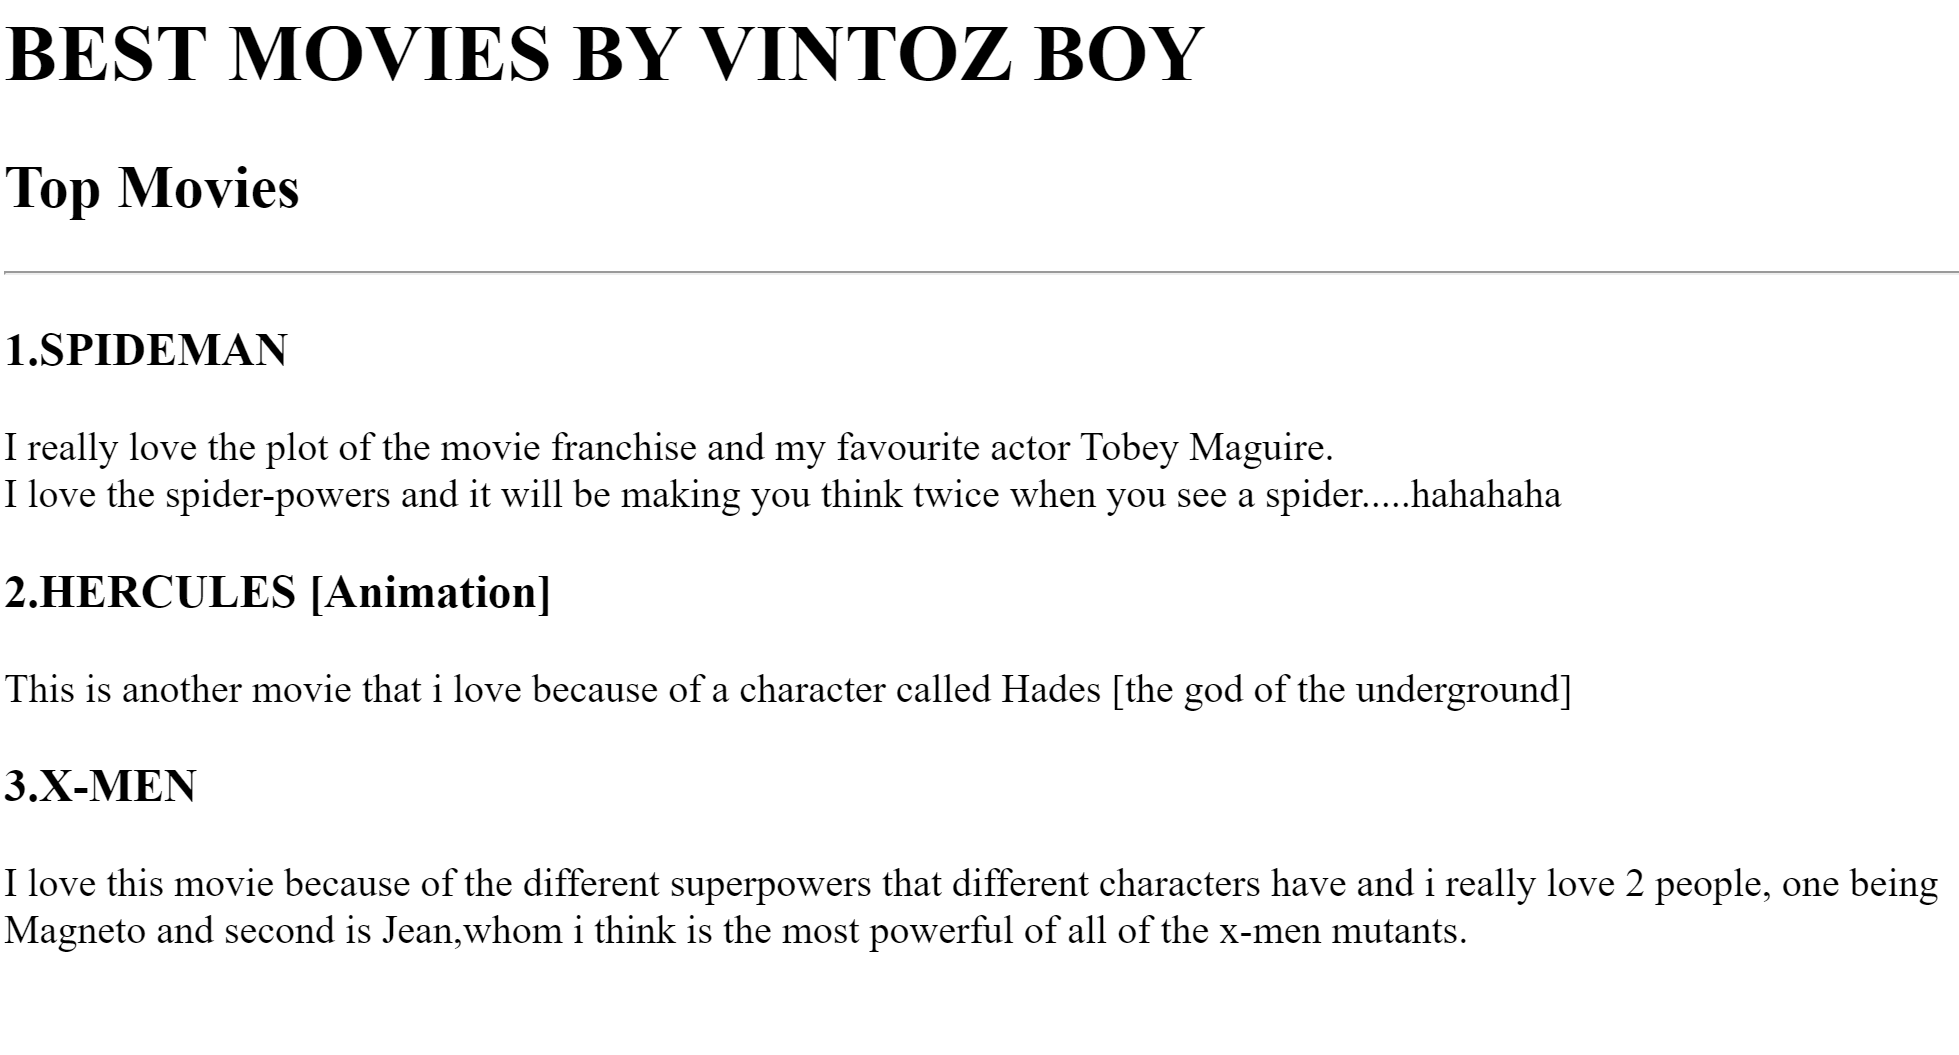 BEST MOVIES BY VINTOZ BOY
Top Movies
1.SPIDEMAN
I really love the plot of the movie franchise and my favourite actor Tobey Maguire.
I love the spider-powers and it will be making you think twice when you see a spider.....hahahaha
2.HERCULES [Animation]
This is another movie that i love because of a character called Hades [the god of the underground]
3.X-MEN
I love this movie because of the different superpowers that different characters have and i really love 2 people, one being
Magneto and second is Jean,whom i think is the most powerful of all of the x-men mutants.